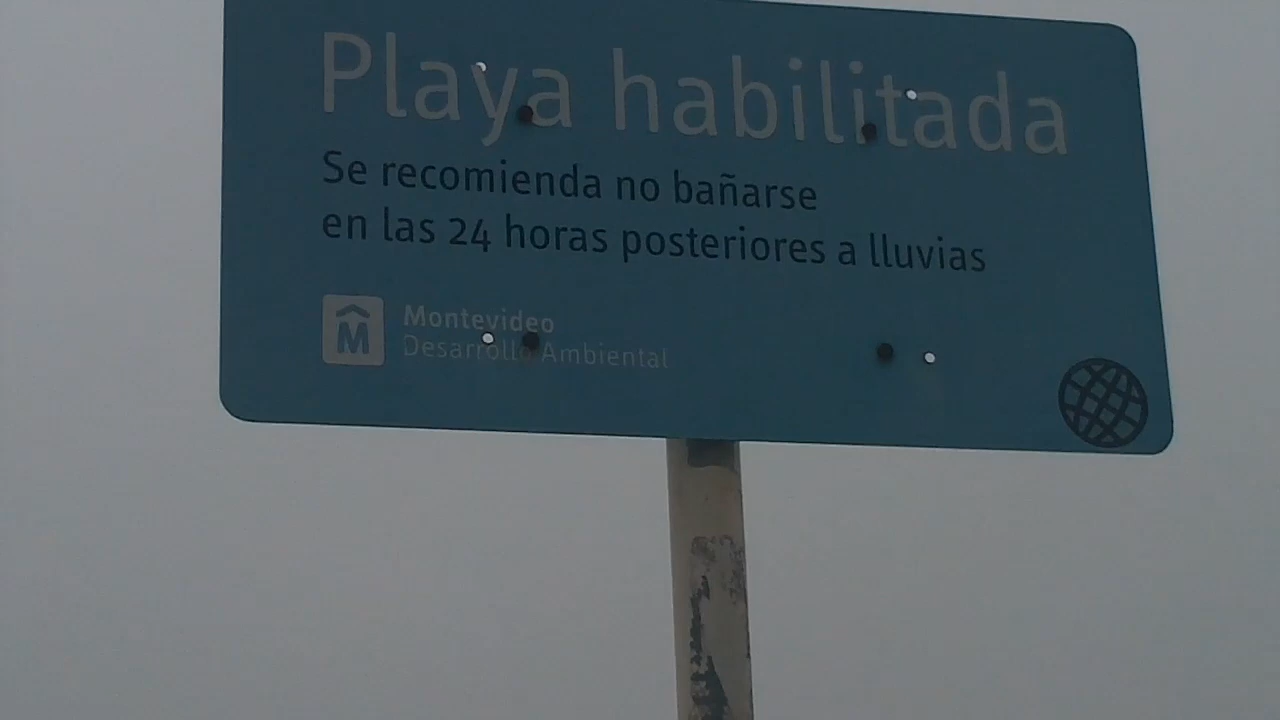 Playa habilitada
Se recomienda no bañarse
en las 24 horas posteriores a lluvias
M
Montevideo
Desarrollo Ambiental